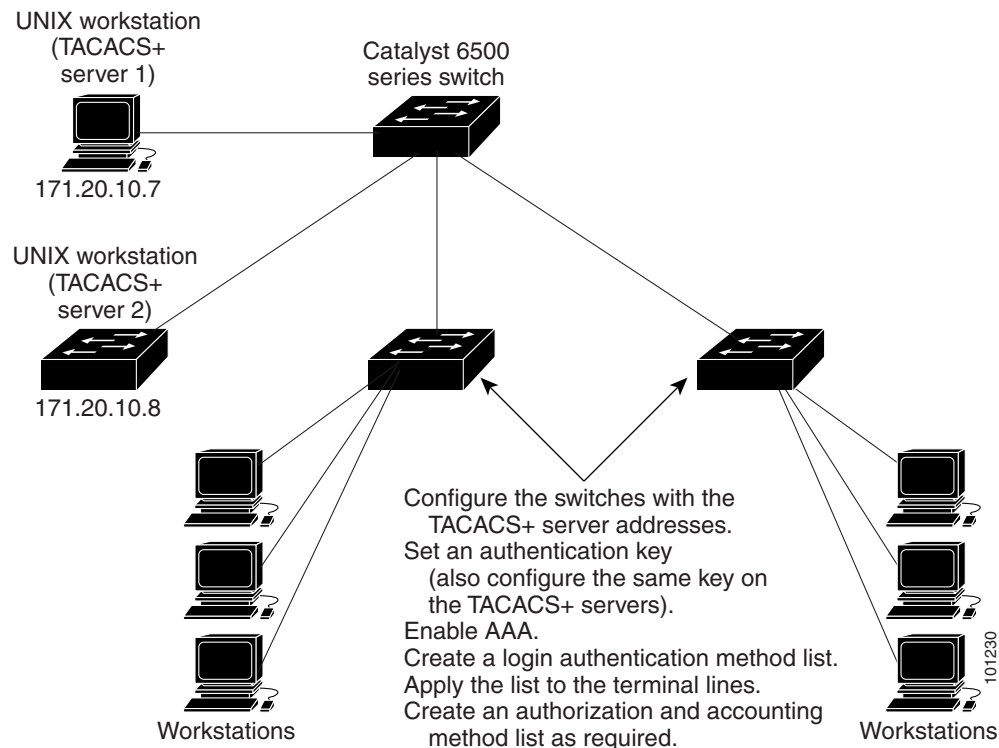 UNIX workstation
(TACACS+
server 1)
Catalyst 6500
series switch
171.20.10.7
UNIX workstation
(TACACS+
server 2)
171.20.10.8
Configure the switches with the
TACACS+ server addresses.
Set an authentication key
(also configure the same key on
the TACACS+ servers).
Enable AAA.
Create a login authentication method list.
Apply the list to the terminal lines.
Create an authorization and accounting
method list as required.
Workstations
Workstations
101230